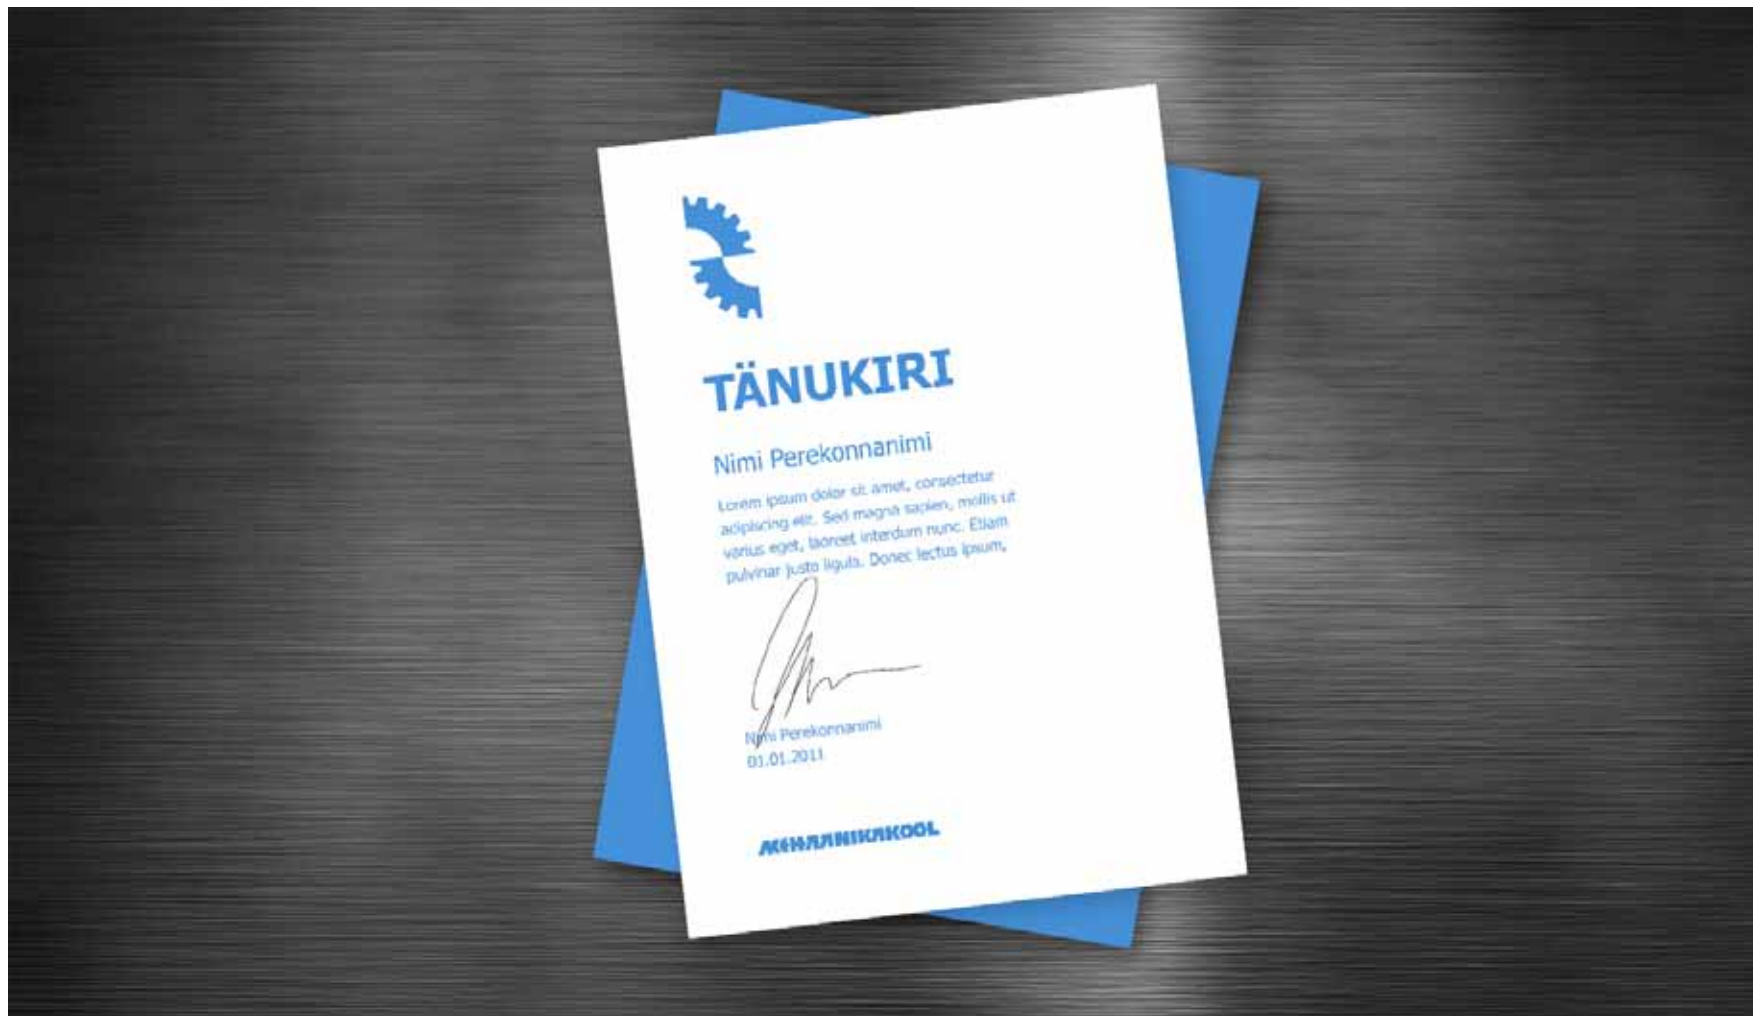 TÄNUKIRI
Nimi Perekonnanimi
Lorem ipsum dolor sit amet, consectetur
adipiscing elit. Sed magna sapien, mollis ut
varius eget, laoreet interdum nunc. Etiam
pulvinar justo ligula. Donec lectus ipsum,
Nimi Perekonnanimi
01.01.2011
MEHAANIKAKOOL